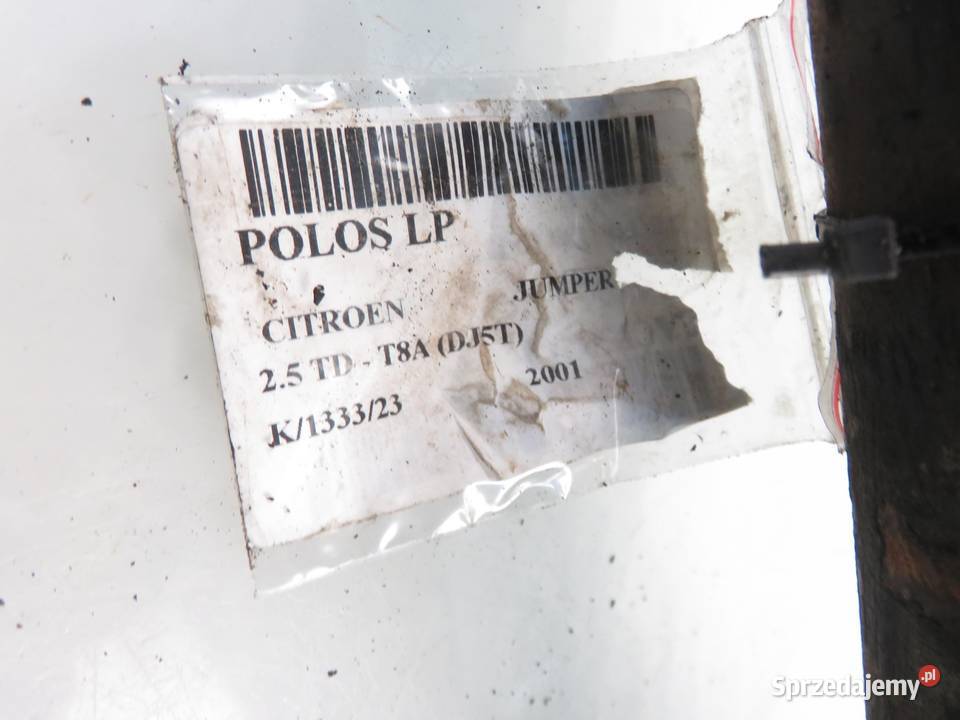 POLOS LP
CITROEN JUMPER
2.5 TD - T8A (DJ5T)
K/1333/23 2001
Sprzedajemy.pl